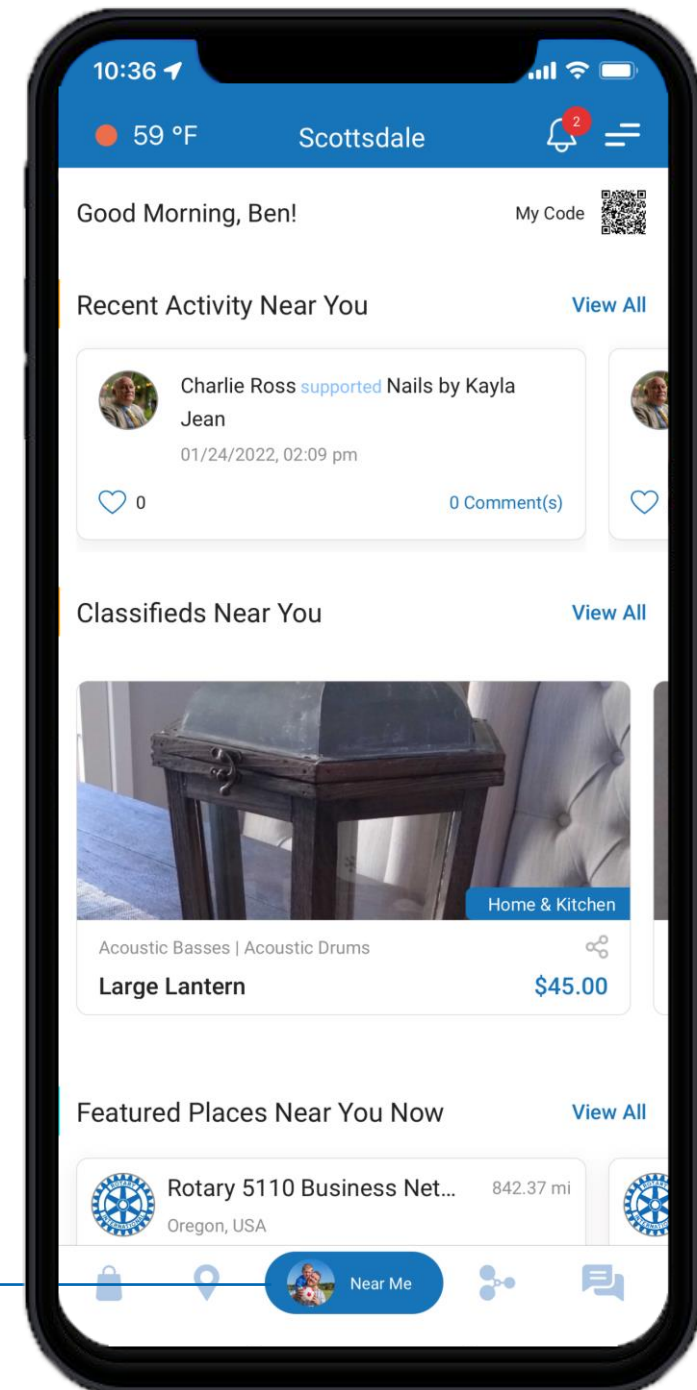 10:36
59 °F
Scottsdale
2
Good Morning, Ben!
My Code
Recent Activity Near You
View All
Charlie Ross supported Nails by Kayla
Jean
01/24/2022, 02:09 pm
0
0 Comment(s)
Classifieds Near You
View All
Home & Kitchen
Acoustic Basses | Acoustic Drums
Large Lantern
$45.00
Featured Places Near You Now
View All
Rotary 5110 Business Net...
842.37 mi
Oregon, USA
Near Me